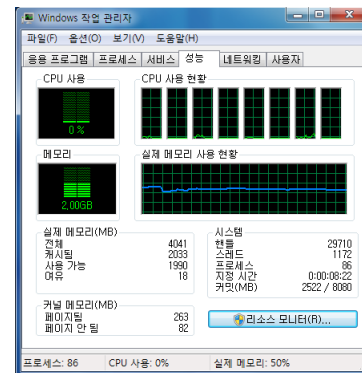 Windows 작업 관리자
파일(F) 옵션(O) 보기(V) 도움말(H)
응용 프로그램 프로세스 서비스 성능 네트워킹 사용자
CPU 사용 CPU 사용 현황
0 %
메모리 실제 메모리 사용 현황
2,00GB
실제 메모리(MB)
전체 4041
캐시됨 2033
사용 가능 1990
여유 18
시스템
핸들 29710
스레드 1172
프로세스 86
지정 시간 0:00:08:22
커밋(MB) 2522 / 8080
커널 메모리(MB)
페이지됨 263
페이지 안 됨 82
리소스 모니터(R)...
프로세스: 86 CPU 사용: 0% 실제 메모리: 50%